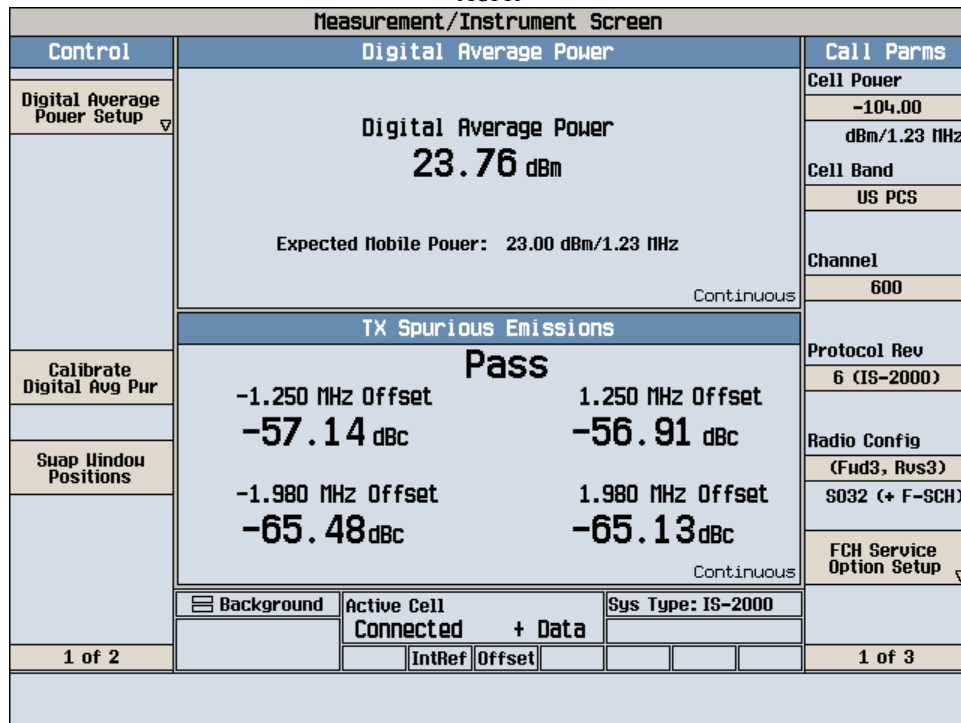 Measurement/Instrument Screen
Control
Digital Average
Power Setup
Calibrate
Digital Avg Pwr
Swap Window
Positions
1 of 2
Digital Average Power
Digital Average Power
23.76 dBm
Expected Mobile Power: 23.00 dBm/1.23 MHz
Continuous
TX Spurious Emissions
Pass
-1.250 MHz Offset 1.250 MHz Offset
-57.14 dBc -56.91 dBc
-1.980 MHz Offset 1.980 MHz Offset
-65.48 dBc -65.13 dBc
Continuous
Background
Active Cell
Sys Type: IS-2000
Connected + Data
IntRef Offset
Call Parms
Cell Power
-104.00
dBm/1.23 MHz
Cell Band
US PCS
Channel
600
Protocol Rev
6 (IS-2000)
Radio Config
(Fwd3, Rvs3)
SO32 (+ F-SCH)
FCH Service
Option Setup
1 of 3